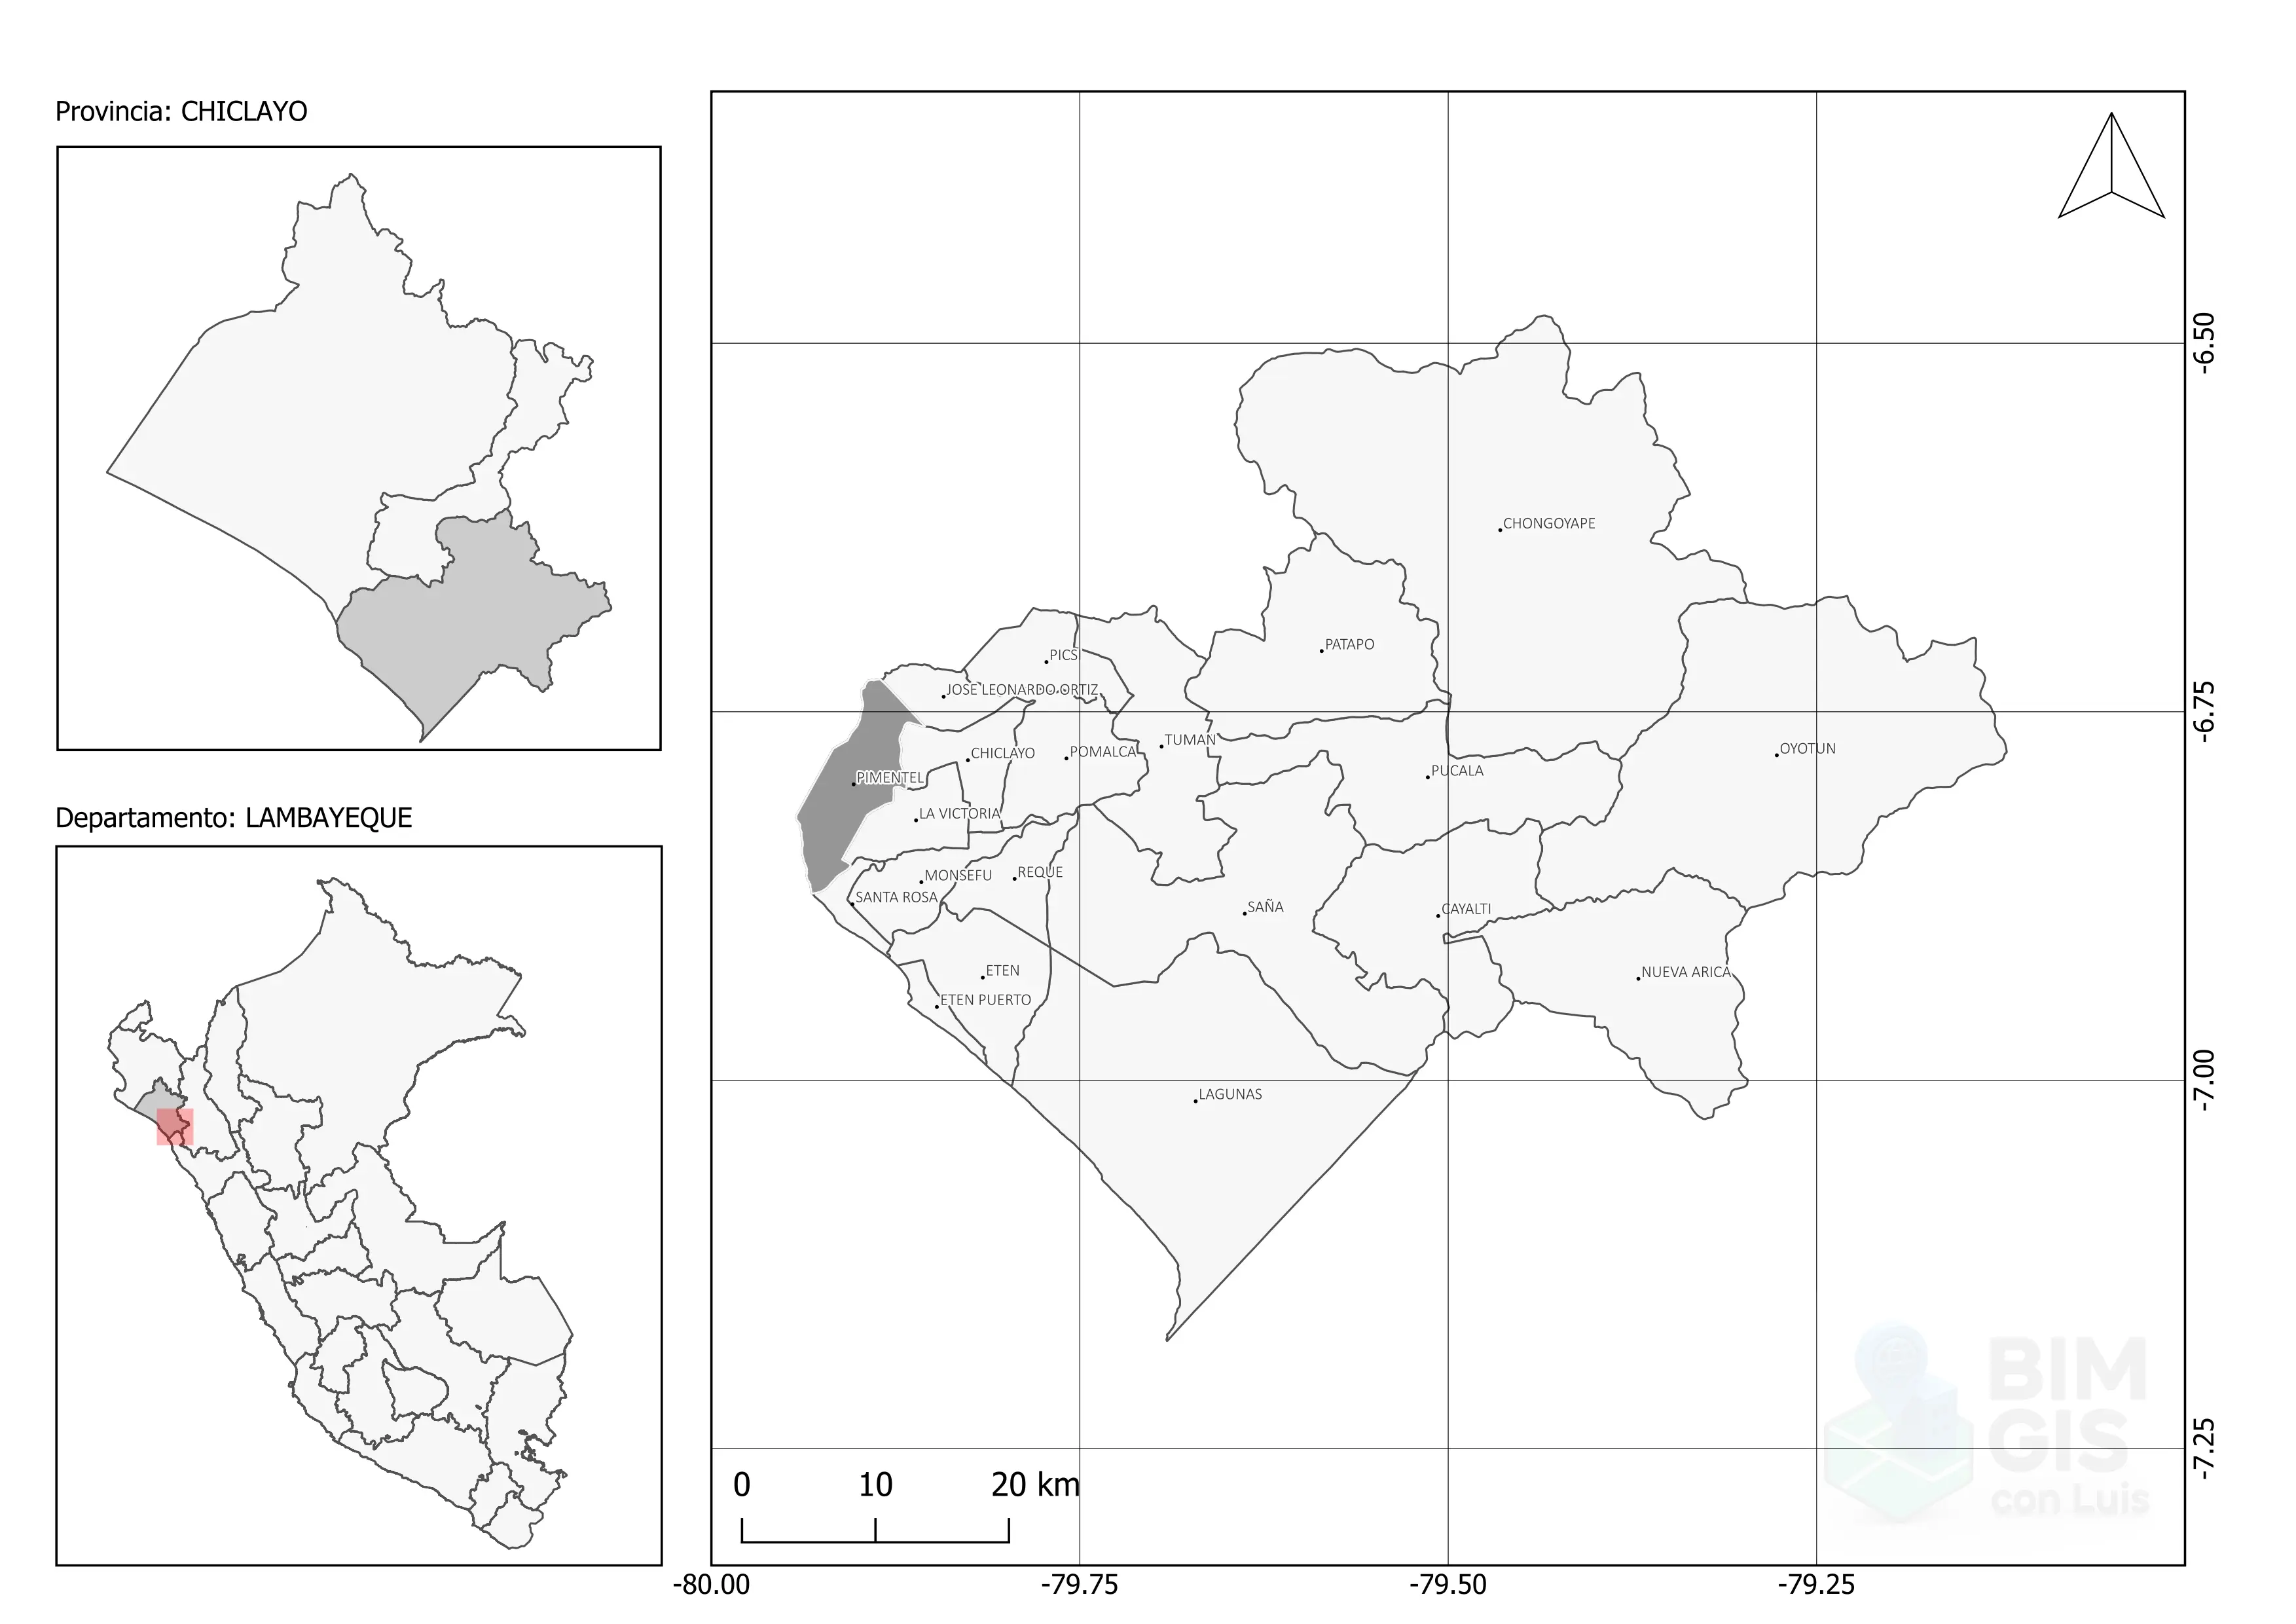 Provincia: CHICLAYO
Departamento: LAMBAYEQUE
CHONGOYAPE
PATAPO
PICSI
JOSE LEONARDO ORTIZ
TUMAN
OYOTUN
CHICLAYO
POMALCA
PUCALA
PIMENTEL
LA VICTORIA
REQUE
MONSEFU
SANTA ROSA
SAÑA
CAYALTI
ETEN
NUEVA ARICA
ETEN PUERTO
LAGUNAS
-6.50
-6.75
-7.00
-7.25
0 10 20 km
-80.00 -79.75 -79.50 -79.25
BIM
GIS
con Luis